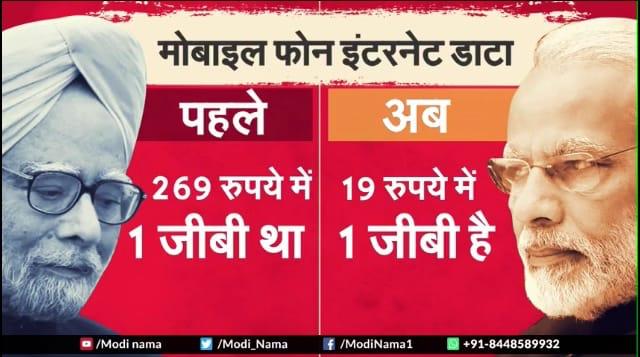 मोबाइल फोन इंटरनेट डाटा
पहले
269 रुपये में
1 जीबी था
अब
19 रुपये में
1 जीबी है
/Modi nama /Modi_Nama /ModiNama1 +91-8448589932